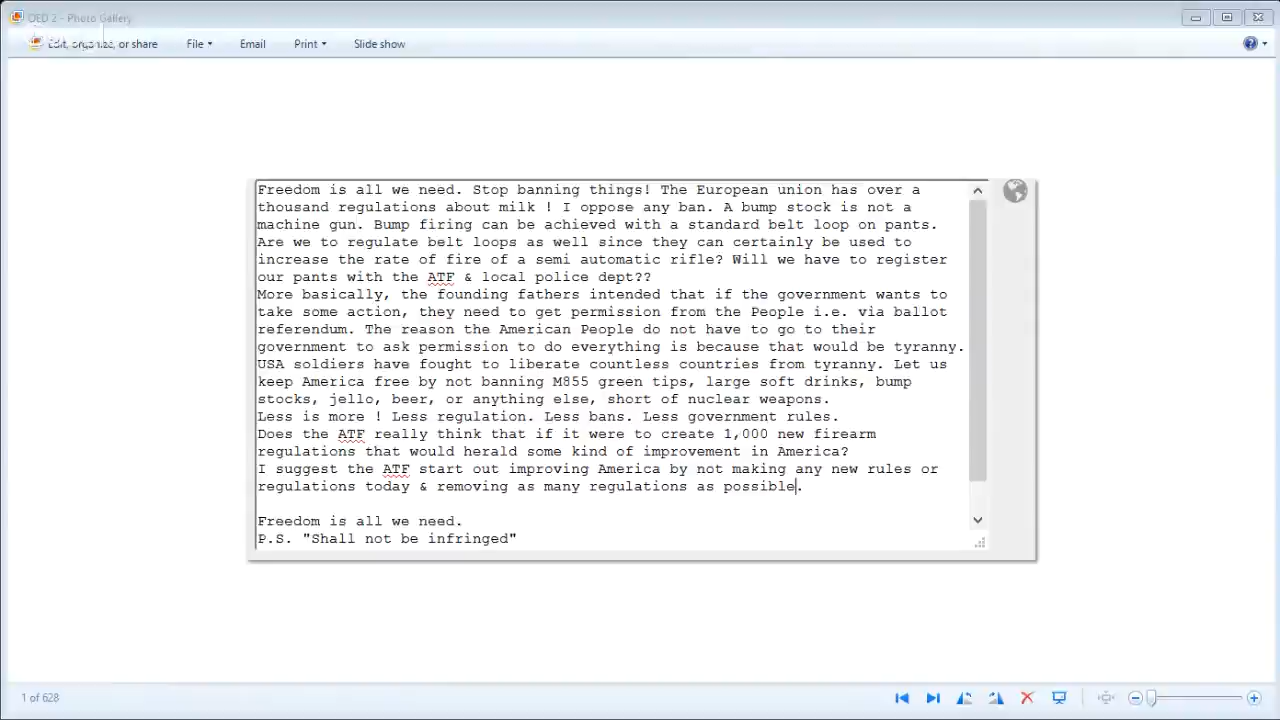 OED 2 - Photo Gallery
Edit, organize, or share File Email Print Slide show
Freedom is all we need. Stop banning things! The European union has over a
thousand regulations about milk ! I oppose any ban. A bump stock is not a
machine gun. Bump firing can be achieved with a standard belt loop on pants.
Are we to regulate belt loops as well since they can certainly be used to
increase the rate of fire of a semi automatic rifle? Will we have to register
our pants with the ATF & local police dept??
More basically, the founding fathers intended that if the government wants to
take some action, they need to get permission from the People i.e. via ballot
referendum. The reason the American People do not have to go to their
government to ask permission to do everything is because that would be tyranny.
USA soldiers have fought to liberate countless countries from tyranny. Let us
keep America free by not banning M855 green tips, large soft drinks, bump
stocks, jello, beer, or anything else, short of nuclear weapons.
Less is more ! Less regulation. Less bans. Less government rules.
Does the ATF really think that if it were to create 1,000 new firearm
regulations that would herald some kind of improvement in America?
I suggest the ATF start out improving America by not making any new rules or
regulations today & removing as many regulations as possible.
Freedom is all we need.
P.S. "Shall not be infringed"
1 of 628